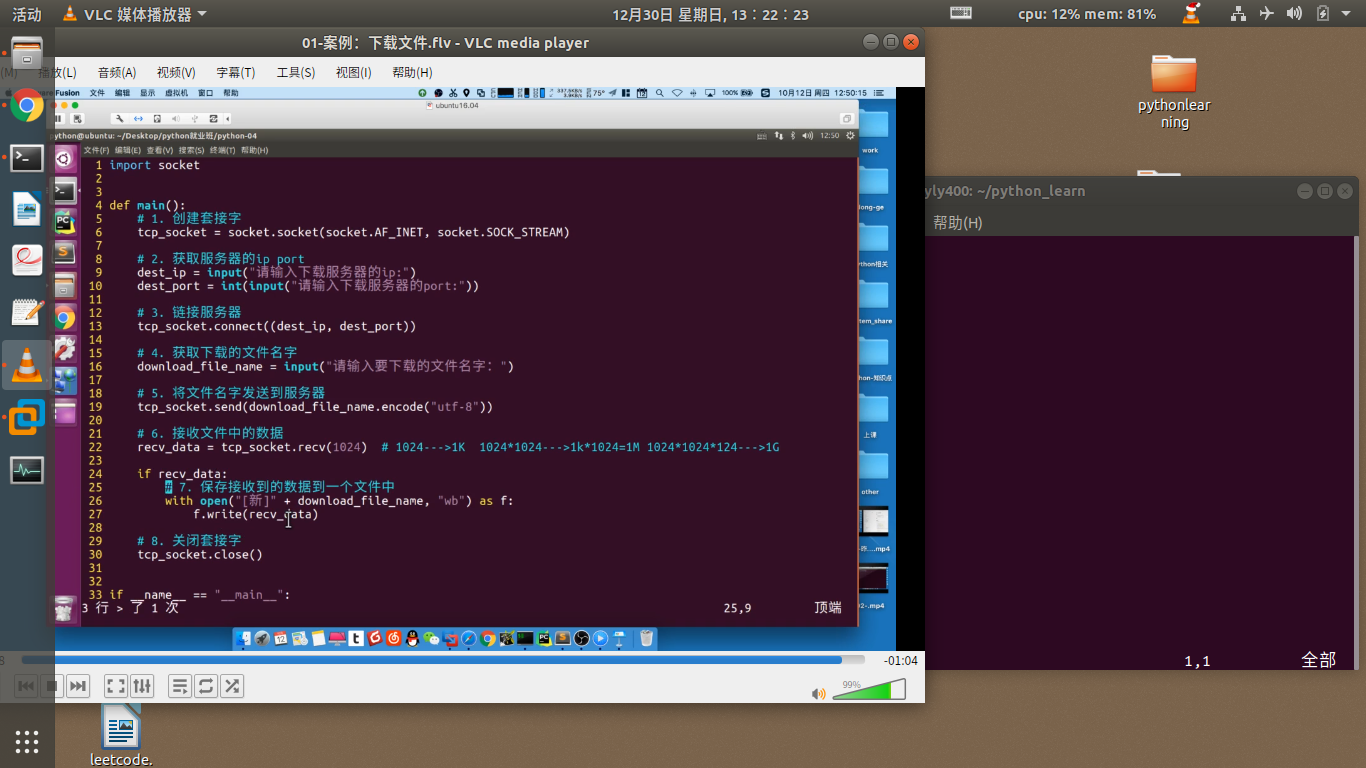 活动
VLC 媒体播放器
12月30日 星期日, 13∶22∶23
cpu: 12% mem: 81%
01-案例：下载文件.flv - VLC media player
(M)
播放(L)
音频(A)
视频(V)
字幕(T)
工具(S)
视图(I)
帮助(H)
Fusion 文件 编辑 显示 虚拟机 窗口 帮助
75° 100% 10月12日 周四 12:50:15
ubuntu16.04
python@ubuntu: ~/Desktop/python就业班/python-04
12:50
文件(F) 编辑(E) 查看(V) 搜索(S) 终端(T) 帮助(H)
1 import socket
2
3
4 def main():
5 # 1. 创建套接字
6 tcp_socket = socket.socket(socket.AF_INET, socket.SOCK_STREAM)
7
8 # 2. 获取服务器的ip port
9 dest_ip = input("请输入下载服务器的ip:")
10 dest_port = int(input("请输入下载服务器的port:"))
11
12 # 3. 链接服务器
13 tcp_socket.connect((dest_ip, dest_port))
14
15 # 4. 获取下载的文件名字
16 download_file_name = input("请输入要下载的文件名字：")
17
18 # 5. 将文件名字发送到服务器
19 tcp_socket.send(download_file_name.encode("utf-8"))
20
21 # 6. 接收文件中的数据
22 recv_data = tcp_socket.recv(1024) # 1024--->1K 1024*1024--->1k*1024=1M 1024*1024*124--->1G
23
24 if recv_data:
25 # 7. 保存接收到的数据到一个文件中
26 with open("[新]" + download_file_name, "wb") as f:
27 f.write(recv_data)
28
29 # 8. 关闭套接字
30 tcp_socket.close()
31
32
33 if __name__ == "__main__":
3 行 > 了 1 次
25,9
顶端
work
long-ge
thon相关
tem_share
hon-知识点
上课
other
....mp4
02-.mp4
8
-01:04
99%
pythonlear
ning
yly400: ~/python_learn
帮助(H)
1,1
全部
leetcode.